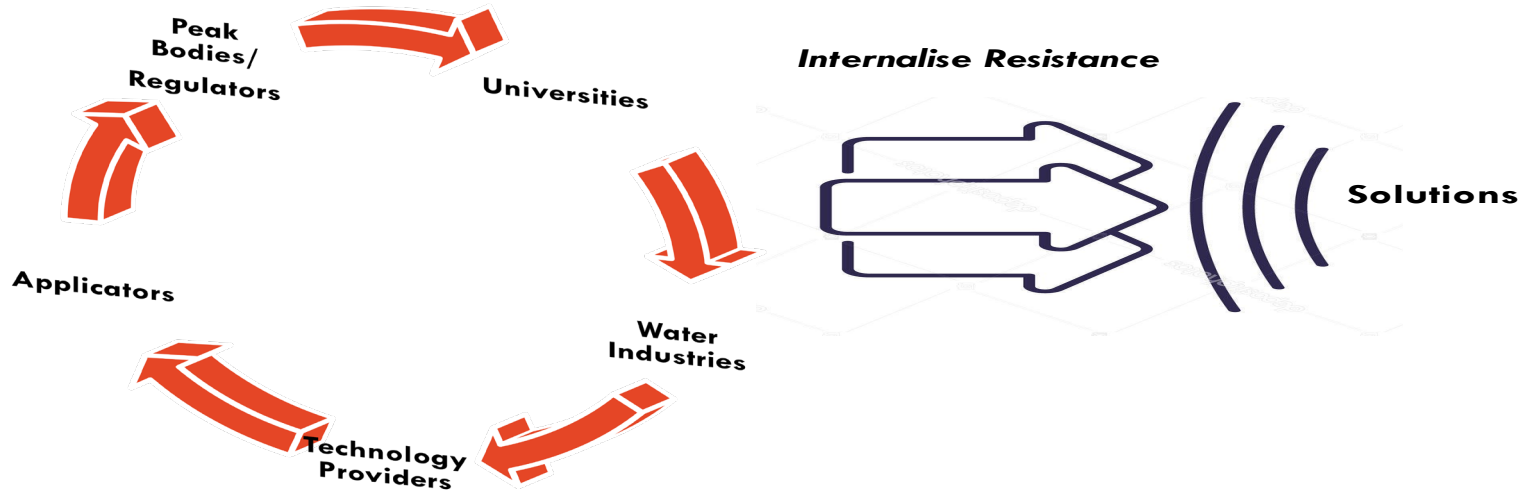 Peak
Bodies/
Regulators
Universities
Internalise Resistance
Solutions
Applicators
Water
Industries
Technology
Providers